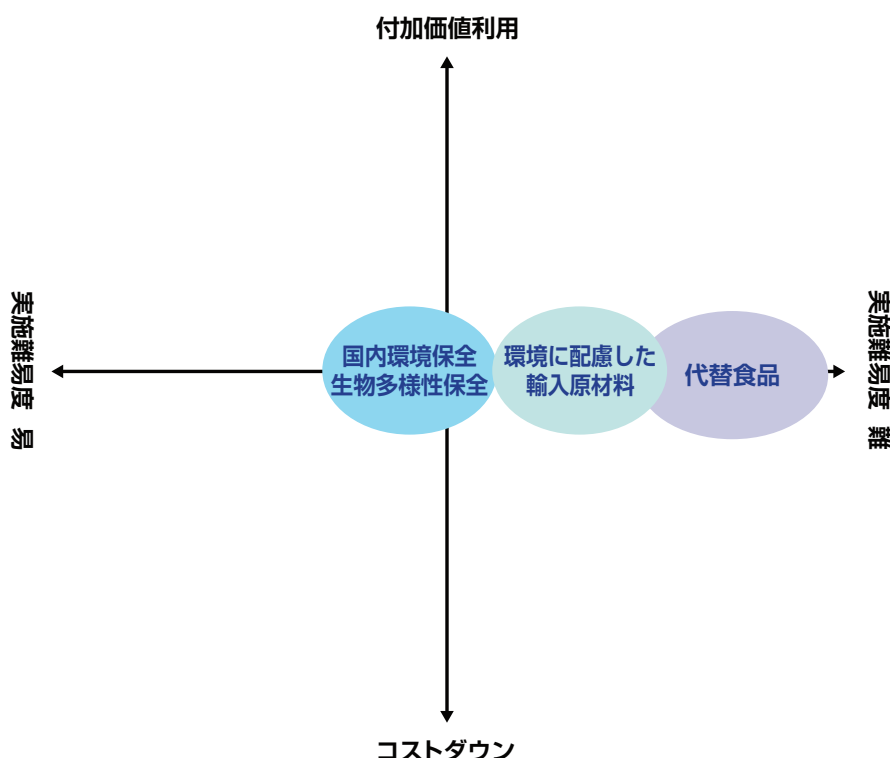 付加価値利用
実施難易度 易
国内環境保全
生物多様性保全
環境に配慮した
輸入原材料
代替食品
実施難易度 難
コストダウン